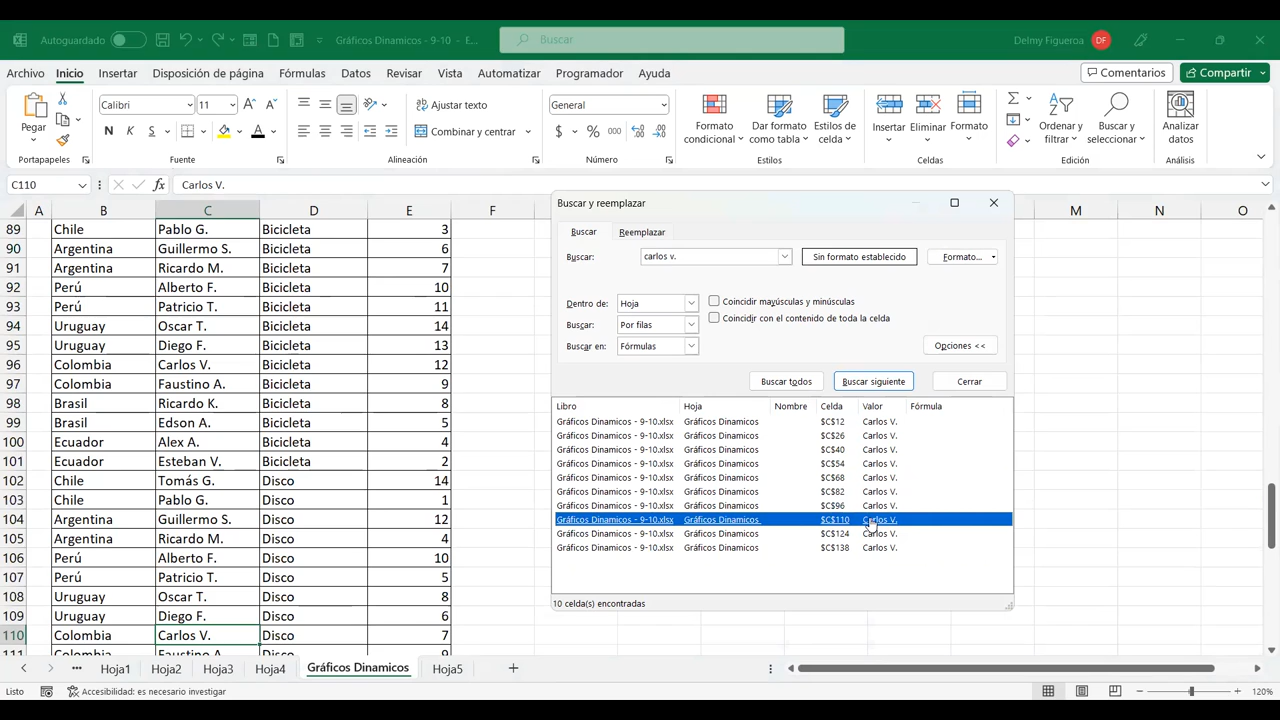 Autoguardado Gráficos Dinamicos - 9-10 - E... Buscar Delmy Figueroa DF
Archivo Inicio Insertar Disposición de página Fórmulas Datos Revisar Vista Automatizar Programador Ayuda Comentarios Compartir
Pegar Calibri 11 Ajustar texto General Formato condicional Dar formato como tabla Estilos de celda Insertar Eliminar Formato Ordenar y filtrar Buscar y seleccionar Analizar datos
N K S A Combinar y centrar $ % 000
Portapapeles Fuente Alineación Número Estilos Celdas Edición Análisis
C110 fx Carlos V.
A B C D E F M N O
89 Chile Pablo G. Bicicleta 3
90 Argentina Guillermo S. Bicicleta 6
91 Argentina Ricardo M. Bicicleta 7
92 Perú Alberto F. Bicicleta 10
93 Perú Patricio T. Bicicleta 11
94 Uruguay Oscar T. Bicicleta 14
95 Uruguay Diego F. Bicicleta 13
96 Colombia Carlos V. Bicicleta 12
97 Colombia Faustino A. Bicicleta 9
98 Brasil Ricardo K. Bicicleta 8
99 Brasil Edson A. Bicicleta 5
100 Ecuador Alex A. Bicicleta 4
101 Ecuador Esteban V. Bicicleta 2
102 Chile Tomás G. Disco 14
103 Chile Pablo G. Disco 1
104 Argentina Guillermo S. Disco 12
105 Argentina Ricardo M. Disco 4
106 Perú Alberto F. Disco 10
107 Perú Patricio T. Disco 5
108 Uruguay Oscar T. Disco 8
109 Uruguay Diego F. Disco 6
110 Colombia Carlos V. Disco 7
111 Colombia Faustino A. Disco 9
Buscar y reemplazar
Buscar Reemplazar
Buscar: carlos v. Sin formato establecido Formato...
Dentro de: Hoja Coincidir mayúsculas y minúsculas
Buscar: Por filas Coincidir con el contenido de toda la celda
Buscar en: Fórmulas Opciones <<
Buscar todos Buscar siguiente Cerrar
Libro Hoja Nombre Celda Valor Fórmula
Gráficos Dinamicos - 9-10.xlsx Gráficos Dinamicos $C$12 Carlos V.
Gráficos Dinamicos - 9-10.xlsx Gráficos Dinamicos $C$26 Carlos V.
Gráficos Dinamicos - 9-10.xlsx Gráficos Dinamicos $C$40 Carlos V.
Gráficos Dinamicos - 9-10.xlsx Gráficos Dinamicos $C$54 Carlos V.
Gráficos Dinamicos - 9-10.xlsx Gráficos Dinamicos $C$68 Carlos V.
Gráficos Dinamicos - 9-10.xlsx Gráficos Dinamicos $C$82 Carlos V.
Gráficos Dinamicos - 9-10.xlsx Gráficos Dinamicos $C$96 Carlos V.
Gráficos Dinamicos - 9-10.xlsx Gráficos Dinamicos $C$110 Carlos V.
Gráficos Dinamicos - 9-10.xlsx Gráficos Dinamicos $C$124 Carlos V.
Gráficos Dinamicos - 9-10.xlsx Gráficos Dinamicos $C$138 Carlos V.
10 celda(s) encontradas
Hoja1 Hoja2 Hoja3 Hoja4 Gráficos Dinamicos Hoja5
Listo Accesibilidad: es necesario investigar 120%